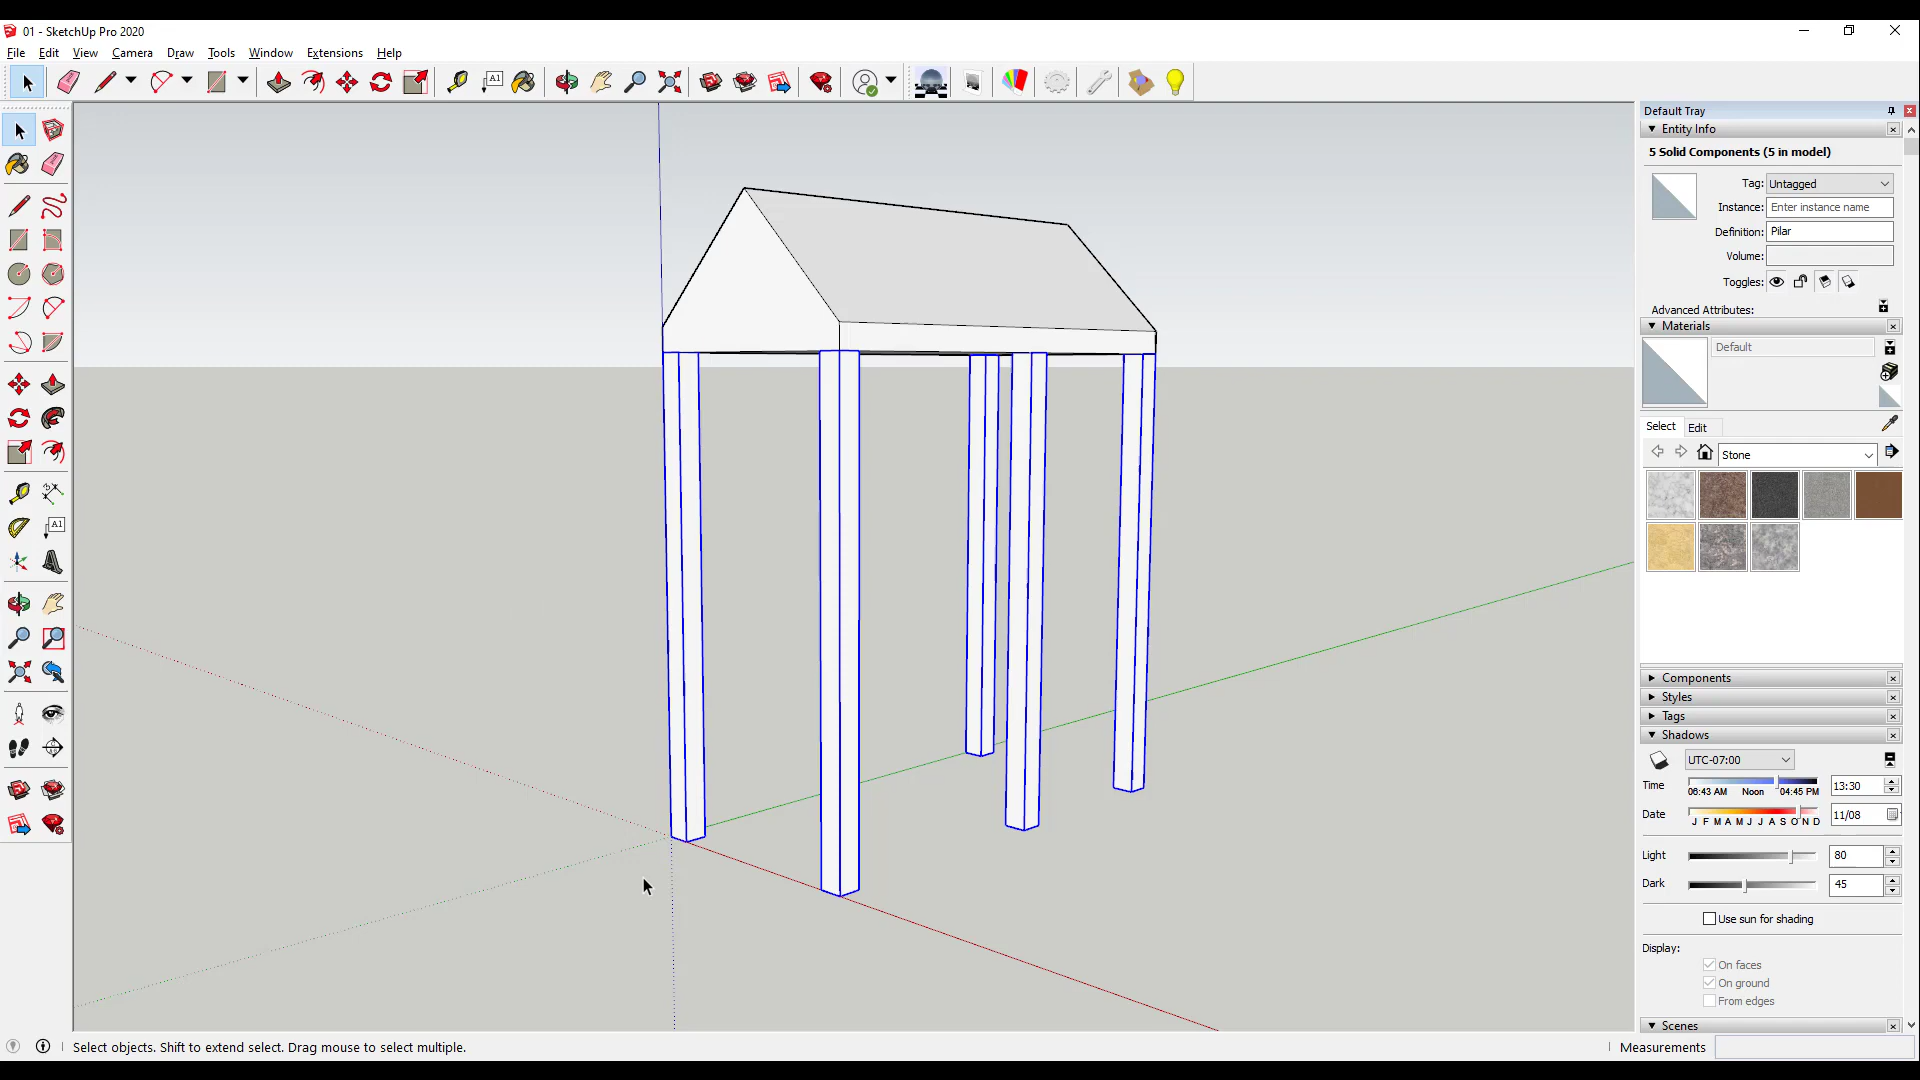 01 - SketchUp Pro 2020
File Edit View Camera Draw Tools Window Extensions Help
A1
Default Tray
Entity Info
5 Solid Components (5 in model)
Tag: Untagged
Instance: Enter instance name
Definition: Pilar
Volume:
Toggles:
Advanced Attributes:
Materials
Default
Select Edit
Stone
A1
Components
Styles
Tags
Shadows
UTC-07:00
Time 13:30
06:43 AM Noon 04:45 PM
Date 11/08
J F M A M J J A S O N D
Light 80
Dark 45
Use sun for shading
Display:
On faces
On ground
From edges
Scenes
Select objects. Shift to extend select. Drag mouse to select multiple.
Measurements